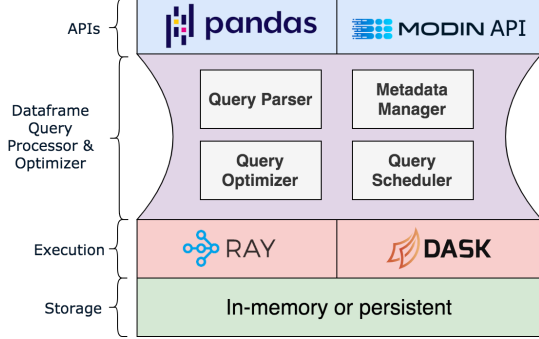 APIs
pandas
MODIN API
Dataframe
Query
Processor &
Optimizer
Query Parser
Metadata
Manager
Query
Optimizer
Query
Scheduler
Execution
RAY
DASK
Storage
In-memory or persistent